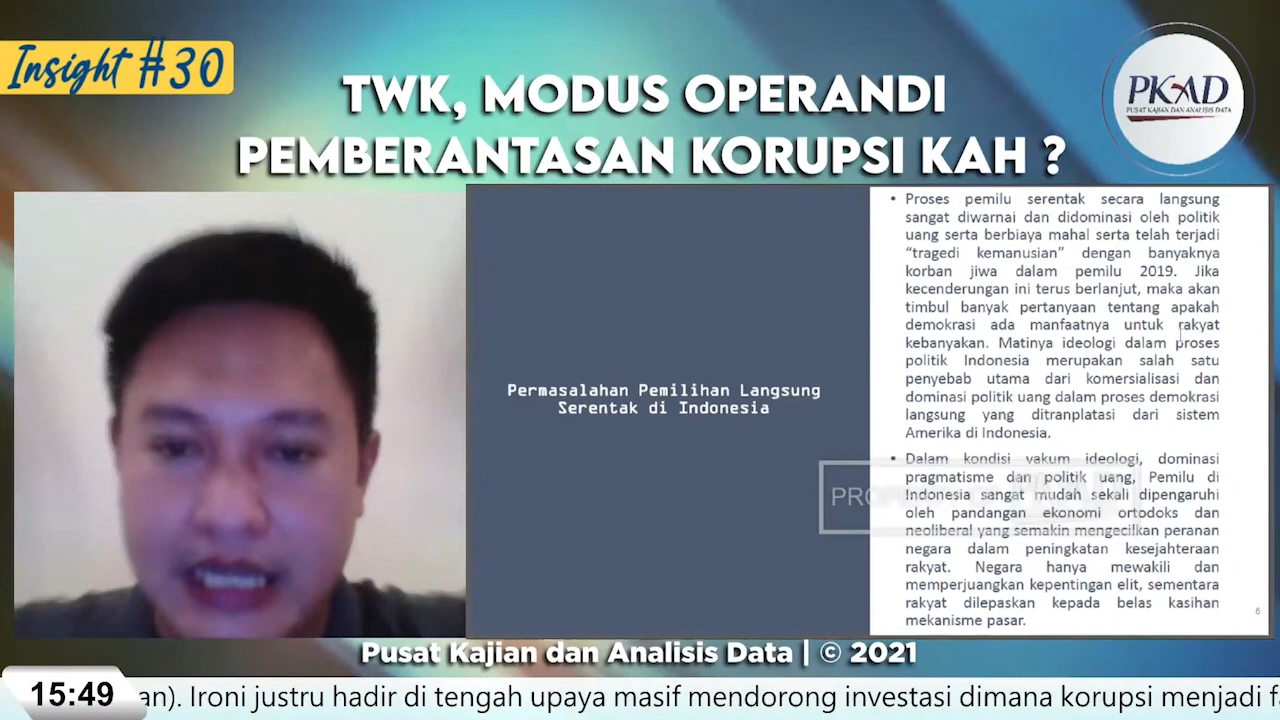 Insight #30
TWK, MODUS OPERANDI
PEMBERANTASAN KORUPSI KAH ?
PKAD
PUSAT KAJIAN DAN ANALISIS DATA
Permasalahan Pemilihan Langsung
Serentak di Indonesia
• Proses pemilu serentak secara langsung
sangat diwarnai dan didominasi oleh politik
uang serta berbiaya mahal serta telah terjadi
“tragedi kemanusian” dengan banyaknya
korban jiwa dalam pemilu 2019. Jika
kecenderungan ini terus berlanjut, maka akan
timbul banyak pertanyaan tentang apakah
demokrasi ada manfaatnya untuk rakyat
kebanyakan. Matinya ideologi dalam proses
politik Indonesia merupakan salah satu
penyebab utama dari komersialisasi dan
dominasi politik uang dalam proses demokrasi
langsung yang ditranplatasi dari sistem
Amerika di Indonesia.
• Dalam kondisi vakum ideologi, dominasi
pragmatisme dan politik uang, Pemilu di
Indonesia sangat mudah sekali dipengaruhi
oleh pandangan ekonomi ortodoks dan
neoliberal yang semakin mengecilkan peranan
negara dalam peningkatan kesejahteraan
rakyat. Negara hanya mewakili dan
memperjuangkan kepentingan elit, sementara
rakyat dilepaskan kepada belas kasihan
mekanisme pasar.
6
Pusat Kajian dan Analisis Data | © 2021
15:49
an). Ironi justru hadir di tengah upaya masif mendorong investasi dimana korupsi menjadi f